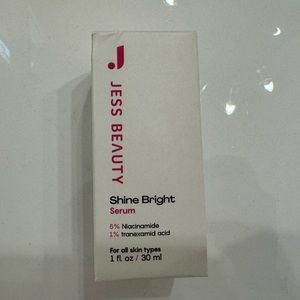 J
JESS BEAUTY
Shine Bright
Serum
5% Niacinamide
1% tranexamid acid
For all skin types
1 fl. oz / 30 ml